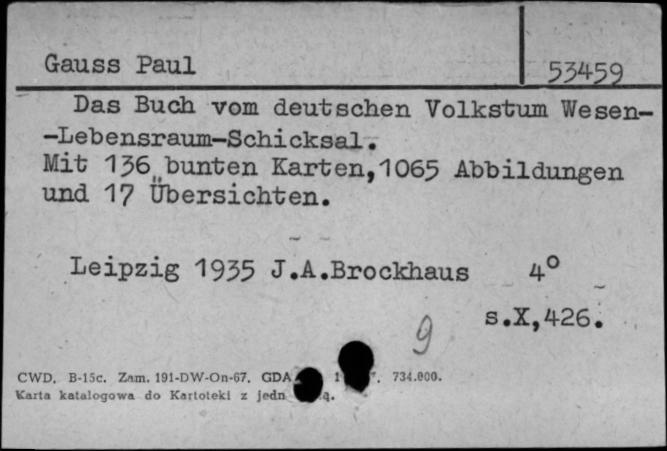 Gauss Paul 53459
Das Buch vom deutschen Volkstum Wesen-
-Lebensraum-Schicksal.
Mit 136 bunten Karten,1065 Abbildungen
und 17 Übersichten.
Leipzig 1935 J.A.Brockhaus 4°
s.X,426.
9
CWD. B-15c. Zam. 191-DW-On-67. GDA 734.000.
Karta katalogowa do Kartoteki z